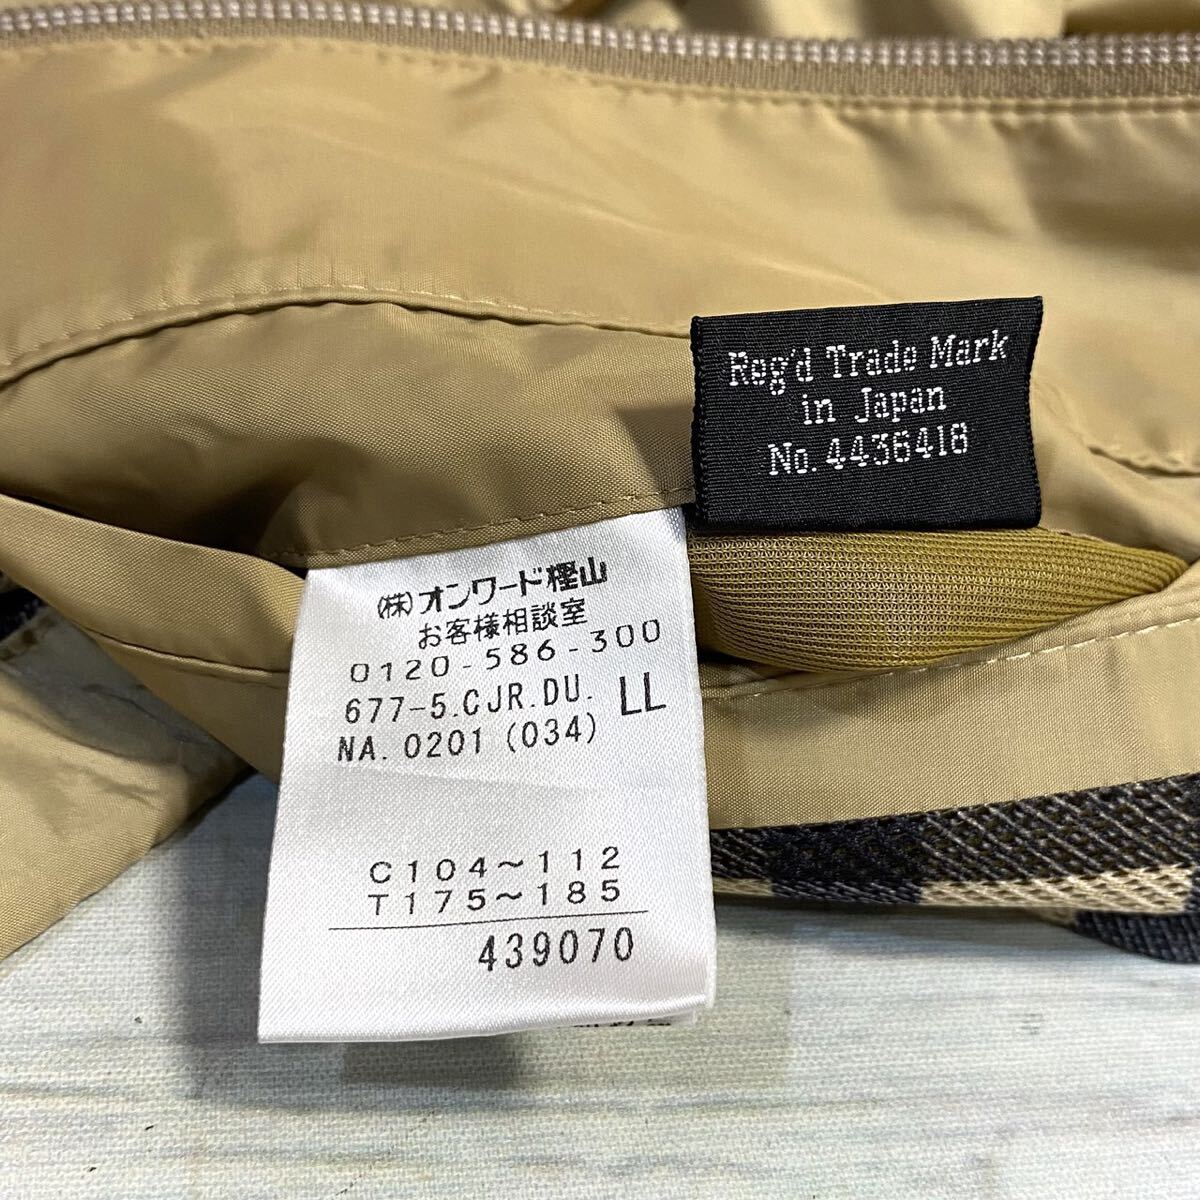 Reg'd Trade Mark
in Japan
No. 4436418
(株)オンワード樫山
お客様相談室
0120-586-300
677-5.CJR.DU. LL
NA. 0201 (034)
C104~112
T175~185
439070